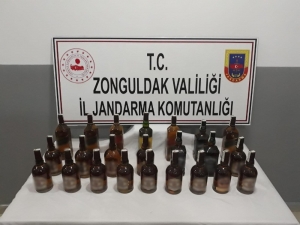 T.C.
ZONGULDAK VALİLİĞİ
İL JANDARMA KOMUTANLIĞI